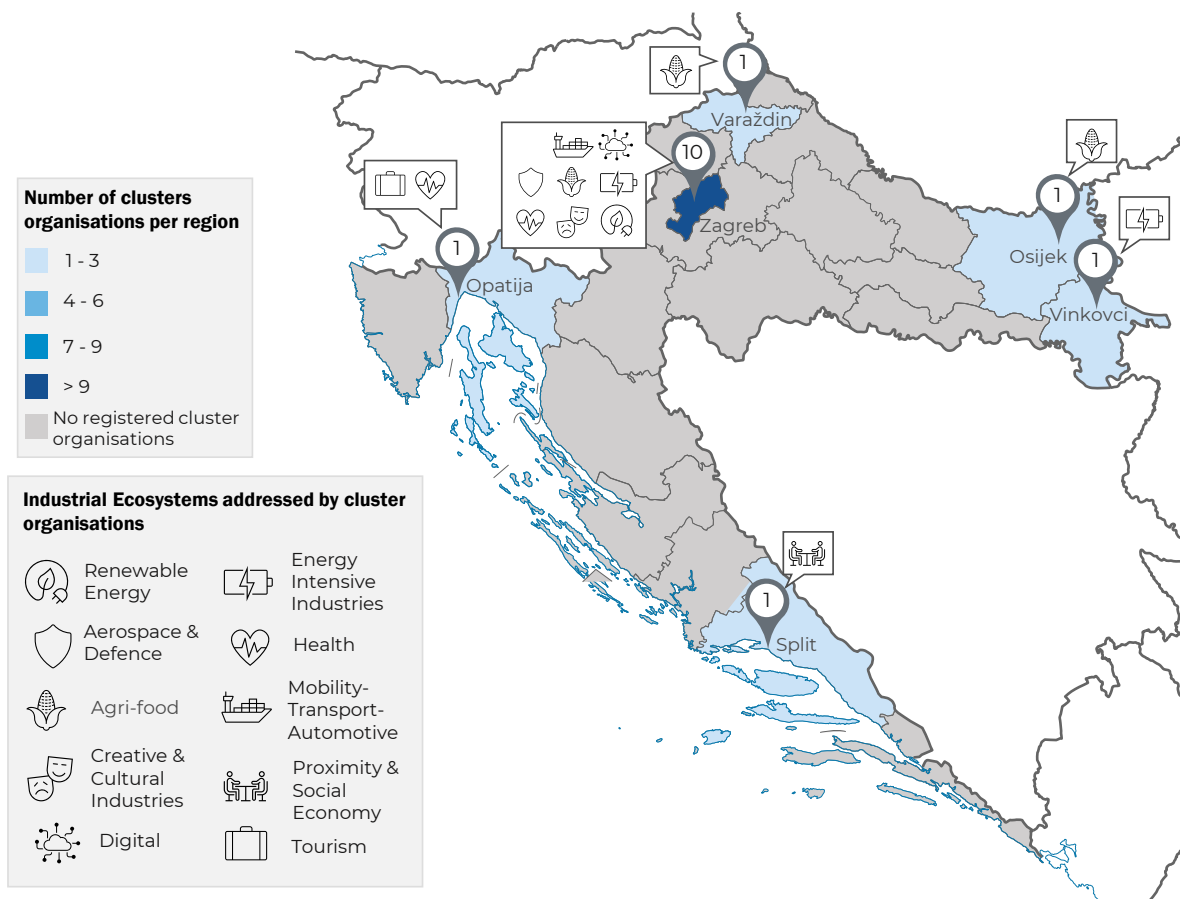 1
Varaždin
10
Zagreb
1
Opatija
1
Osijek
1
Vinkovci
1
Split
Number of clusters
organisations per region
1 - 3
4 - 6
7 - 9
> 9
No registered cluster
organisations
Industrial Ecosystems addressed by cluster
organisations
Renewable
Energy
Energy
Intensive
Industries
Aerospace &
Defence
Health
Agri-food
Mobility-
Transport-
Automotive
Creative &
Cultural
Industries
Proximity &
Social
Economy
Digital
Tourism